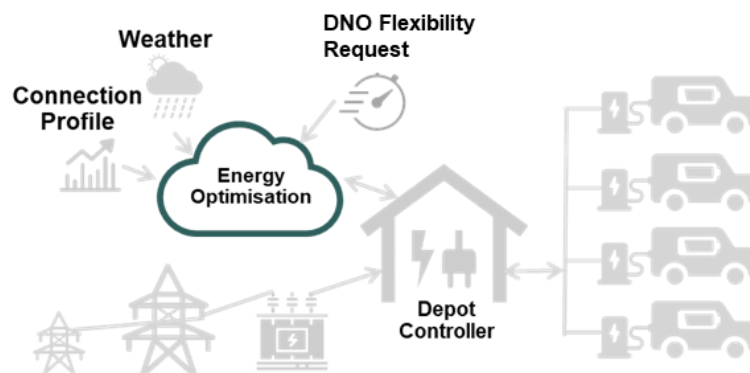 DNO Flexibility
Request
Weather
Connection
Profile
Energy
Optimisation
Depot
Controller